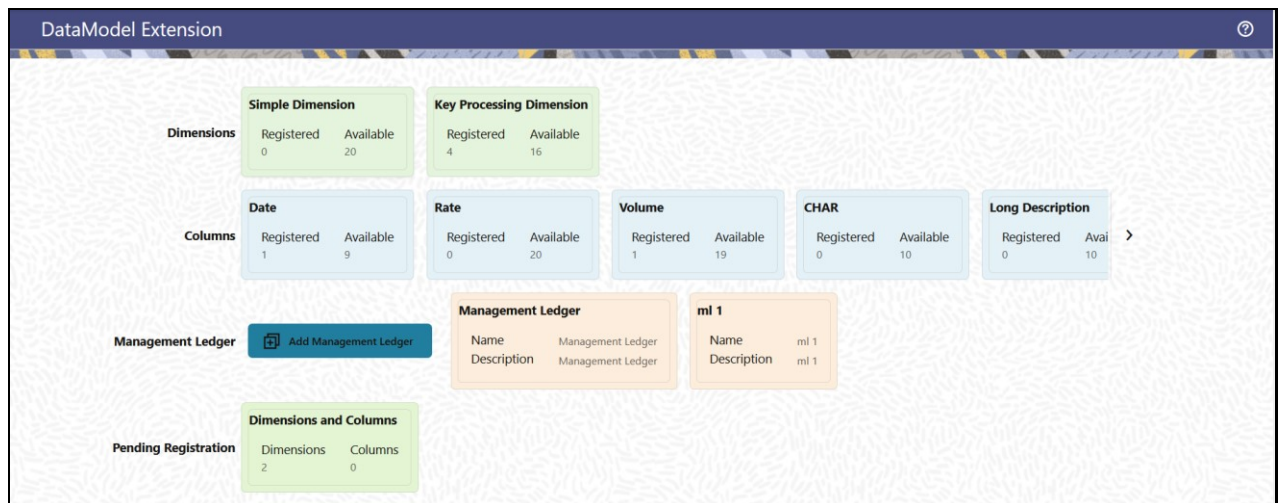 DataModel Extension
Simple Dimension Key Processing Dimension
Dimensions Registered Available Registered Available
0 20 4 16
Date Rate Volume CHAR Long Description
Columns Registered Available Registered Available Registered Available Registered Available Registered Avai
1 9 0 20 1 19 0 10 0 10
Management Ledger ml 1
Management Ledger Add Management Ledger Name Management Ledger Name ml 1
Description Management Ledger Description ml 1
Dimensions and Columns
Pending Registration Dimensions Columns
2 0